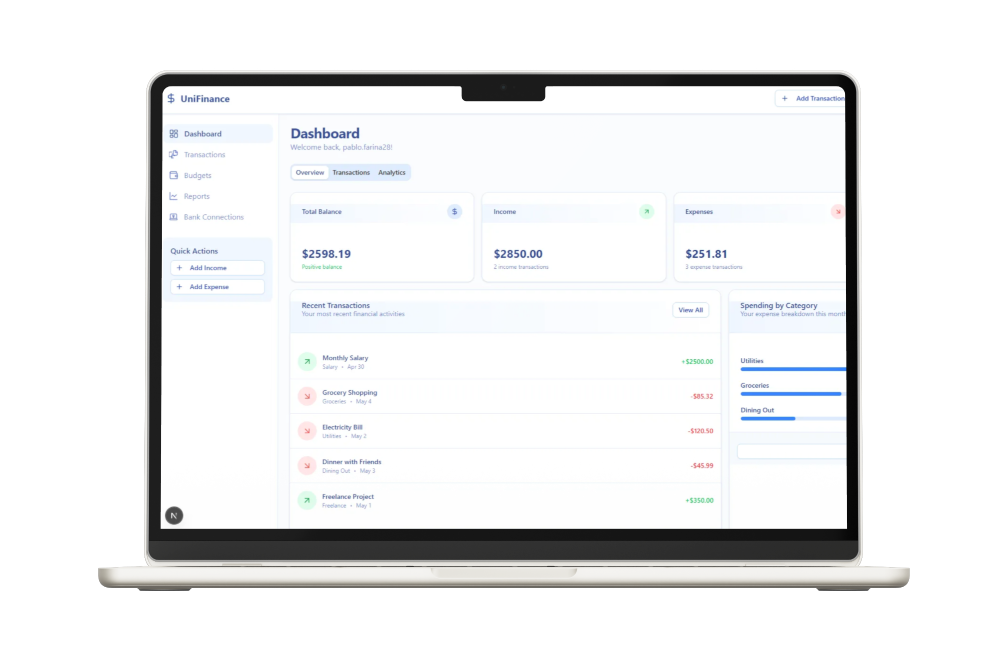 UniFinance
+ Add Transaction
Dashboard
Transactions
Budgets
Reports
Bank Connections
Quick Actions
+ Add Income
+ Add Expense
Dashboard
Welcome back, pablo.farina28!
Overview Transactions Analytics
Total Balance
$
$2598.19
Positive balance
Income
$2850.00
2 income transactions
Expenses
$251.81
3 expense transactions
Recent Transactions
Your most recent financial activities
View All
Monthly Salary
Salary • Apr 30
+$2500.00
Grocery Shopping
Groceries • May 4
-$85.32
Electricity Bill
Utilities • May 2
-$120.50
Dinner with Friends
Dining Out • May 3
-$45.99
Freelance Project
Freelance • May 1
+$350.00
Spending by Category
Your expense breakdown this month
Utilities
Groceries
Dining Out
N